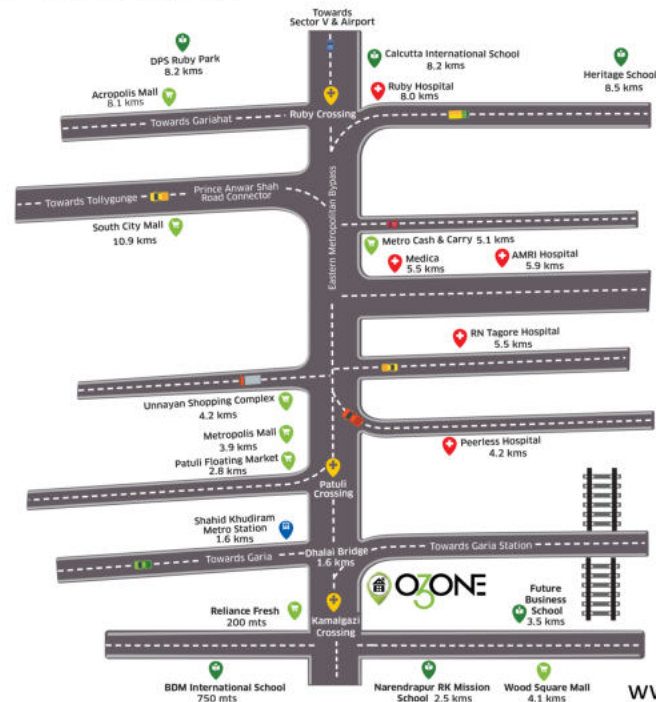 Towards
Sector V & Airport
DPS Ruby Park
8.2 kms
Calcutta International School
8.2 kms
Heritage School
8.5 kms
Acropolis Mall
8.1 kms
Ruby Hospital
8.0 kms
Ruby Crossing
Towards Gariahat
Eastern Metropolitan Bypass
Prince Anwar Shah
Road Connector
Towards Tollygunge
South City Mall
10.9 kms
Metro Cash & Carry 5.1 kms
Medica
5.5 kms
AMRI Hospital
5.9 kms
RN Tagore Hospital
5.5 kms
Unnayan Shopping Complex
4.2 kms
Metropolis Mall
3.9 kms
Peerless Hospital
4.2 kms
Patuli Floating Market
2.8 kms
Patuli
Crossing
Shahid Khudiram
Metro Station
1.6 kms
Towards Garia
Dhalai Bridge
1.6 kms
Towards Garia Station
OZONE
Future
Business
School
3.5 kms
Reliance Fresh
200 mts
Kamalgazi
Crossing
BDM International School
750 mts
Narendrapur RK Mission
School 2.5 kms
Wood Square Mall
4.1 kms